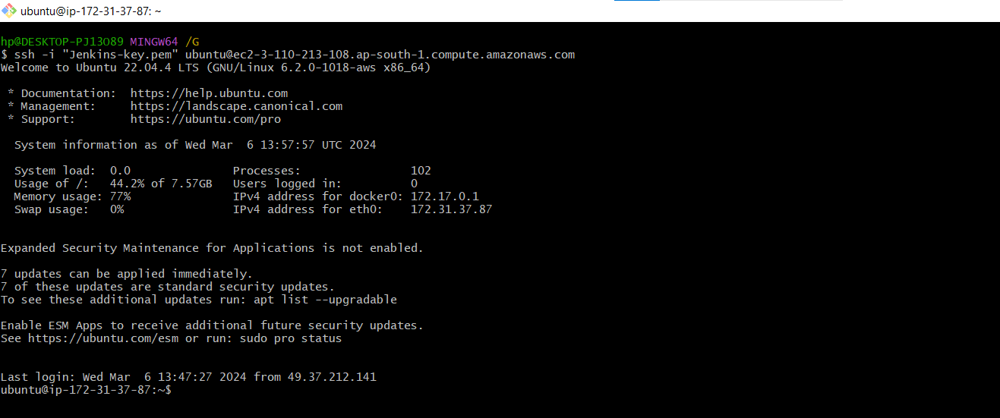 ubuntu@ip-172-31-37-87: ~
hp@DESKTOP-PJ13O89 MINGW64 /G
$ ssh -i "Jenkins-key.pem" ubuntu@ec2-3-110-213-108.ap-south-1.compute.amazonaws.com
Welcome to Ubuntu 22.04.4 LTS (GNU/Linux 6.2.0-1018-aws x86_64)

 * Documentation:  https://help.ubuntu.com
 * Management:     https://landscape.canonical.com
 * Support:        https://ubuntu.com/pro

  System information as of Wed Mar  6 13:57:57 UTC 2024

  System load:  0.0               Processes:                102
  Usage of /:   44.2% of 7.57GB   Users logged in:          0
  Memory usage: 77%               IPv4 address for docker0: 172.17.0.1
  Swap usage:   0%                IPv4 address for eth0:    172.31.37.87

Expanded Security Maintenance for Applications is not enabled.

7 updates can be applied immediately.
7 of these updates are standard security updates.
To see these additional updates run: apt list --upgradable

Enable ESM Apps to receive additional future security updates.
See https://ubuntu.com/esm or run: sudo pro status

Last login: Wed Mar  6 13:47:27 2024 from 49.37.212.141
ubuntu@ip-172-31-37-87:~$